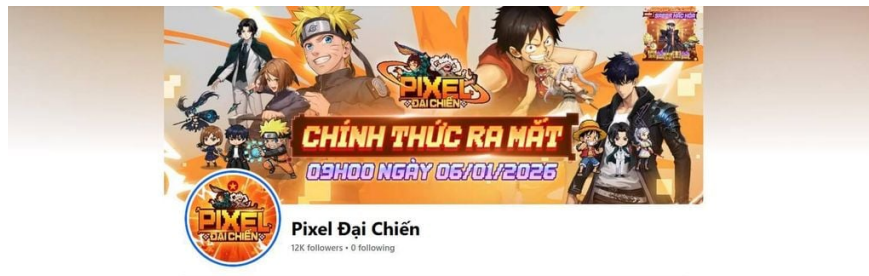 PIXEL
ĐẠI CHIẾN
CHÍNH THỨC RA MẮT
09H00 NGÀY 06/01/2026
PIXEL
ĐẠI CHIẾN
Pixel Đại Chiến
12K followers • 0 following